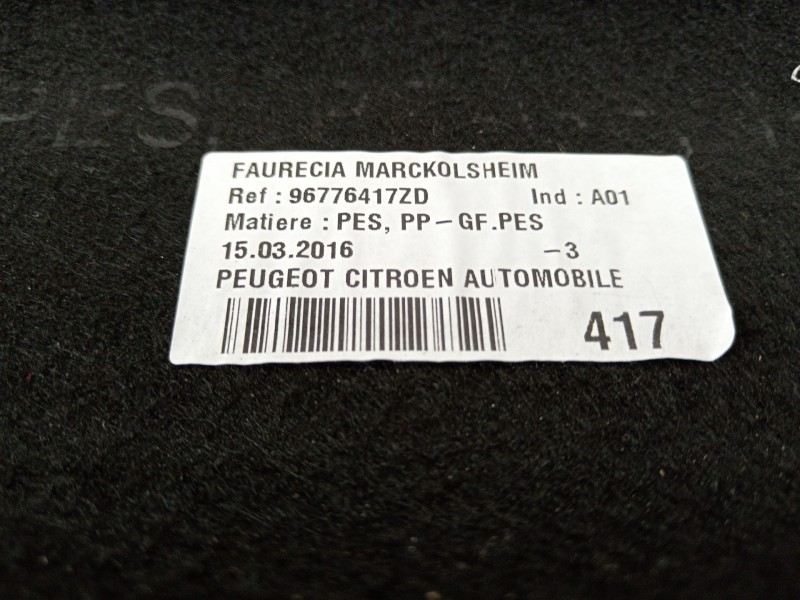 PES,
FAURECIA MARCKOLSHEIM
Ref : 96776417ZD Ind : A01
Matiere : PES, PP-GF.PES
15.03.2016 -3
PEUGEOT CITROEN AUTOMOBILE
417